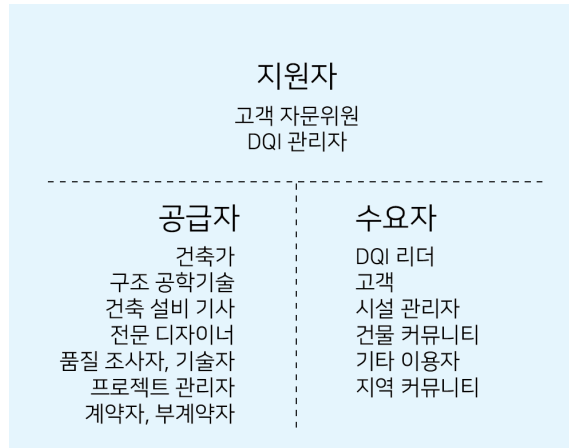 지원자
고객 자문위원
DQI 관리자
공급자
건축가
구조 공학기술
건축 설비 기사
전문 디자이너
품질 조사자, 기술자
프로젝트 관리자
계약자, 부계약자
수요자
DQI 리더
고객
시설 관리자
건물 커뮤니티
기타 이용자
지역 커뮤니티